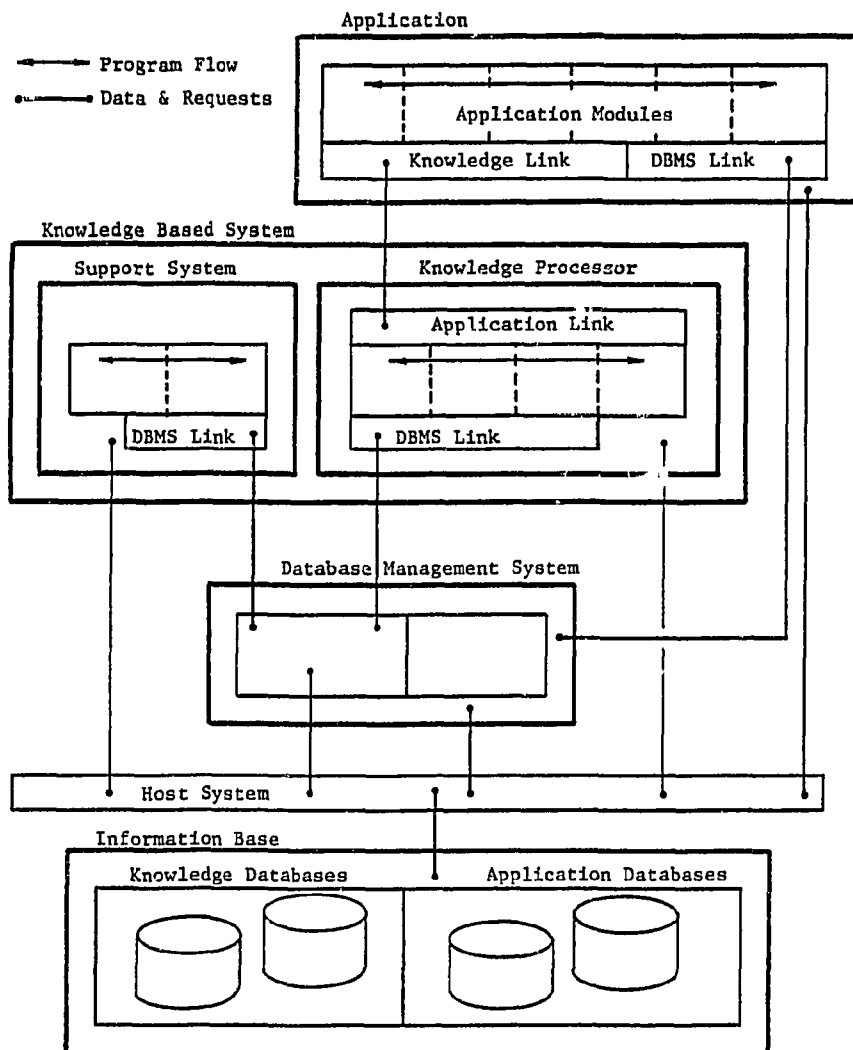 Application
Program Flow
Data & Requests
Application Modules
Knowledge Link
DBMS Link
Knowledge Based System
Support System
Knowledge Processor
Application Link
DBMS Link
DBMS Link
Database Management System
Host System
Information Base
Knowledge Databases
Application Databases